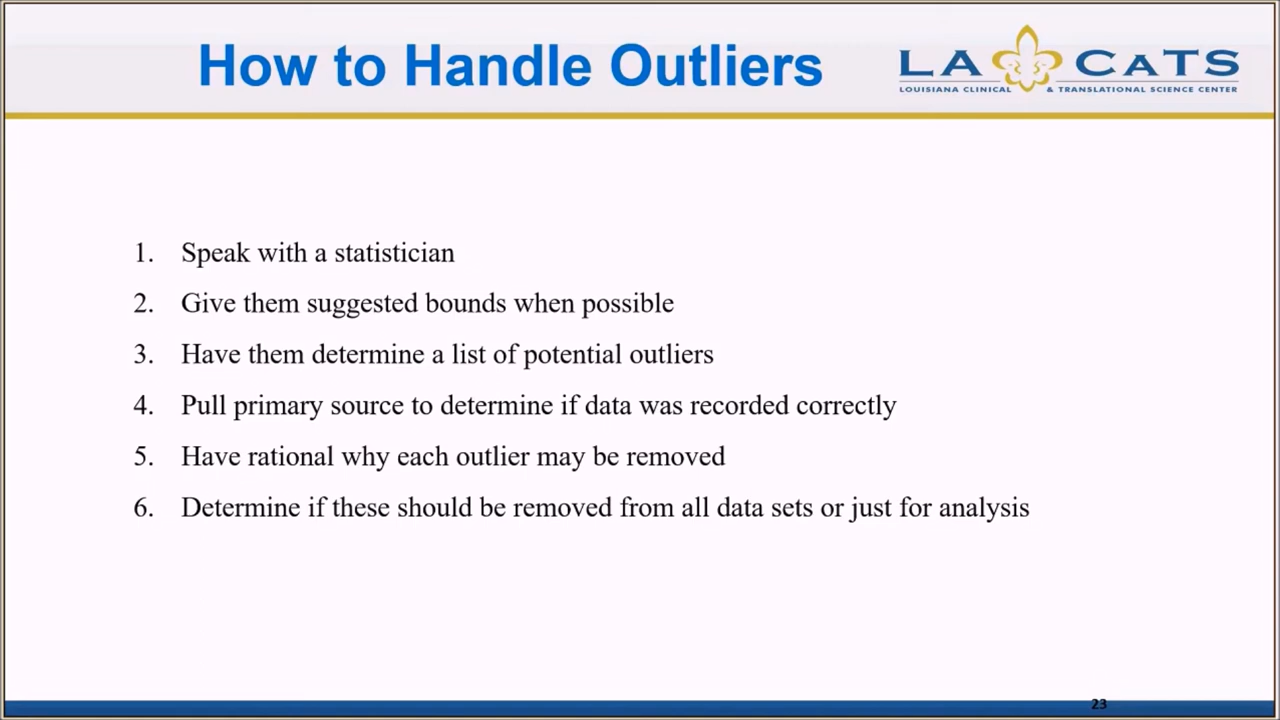 How to Handle Outliers
LA CATS
LOUISIANA CLINICAL & TRANSLATIONAL SCIENCE CENTER
1. Speak with a statistician
2. Give them suggested bounds when possible
3. Have them determine a list of potential outliers
4. Pull primary source to determine if data was recorded correctly
5. Have rational why each outlier may be removed
6. Determine if these should be removed from all data sets or just for analysis
23